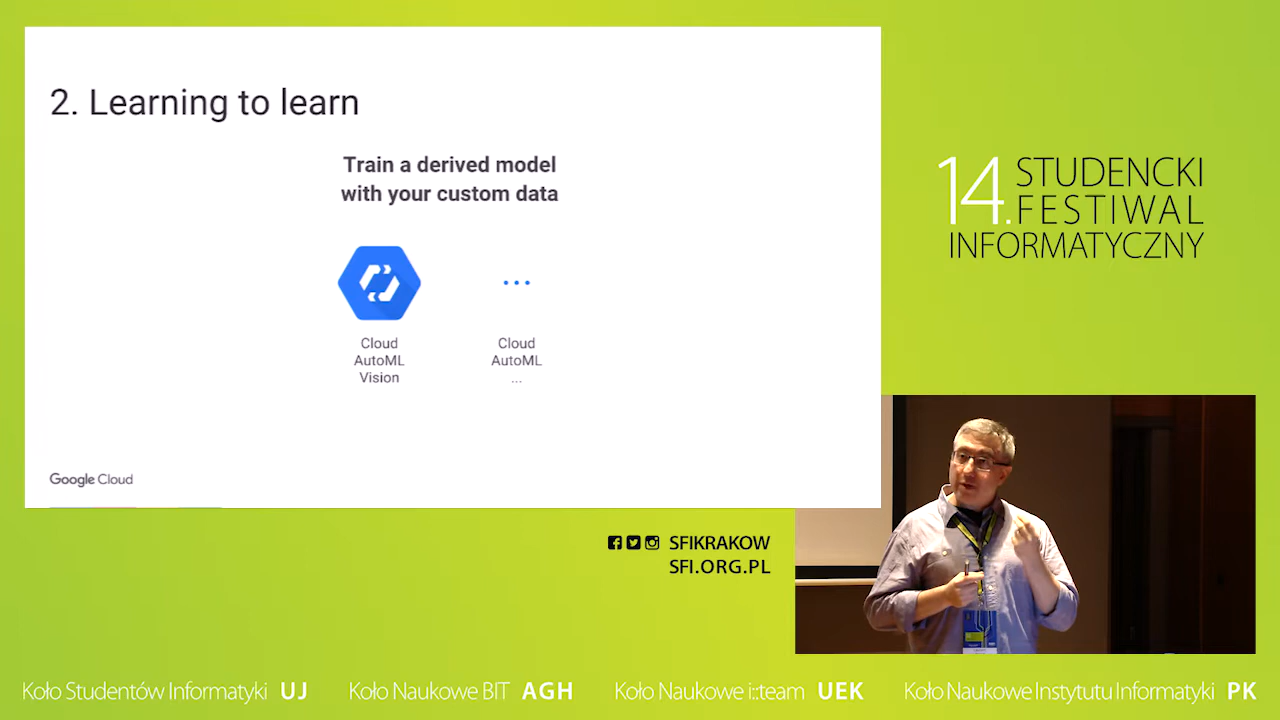 2. Learning to learn
Train a derived model
with your custom data
Cloud
AutoML
Vision
...
Cloud
AutoML
...
Google Cloud
14. STUDENCKI
FESTIWAL
INFORMATYCZNY
SFIKRAKOW
SFI.ORG.PL
Koło Studentów Informatyki UJ
Koło Naukowe BIT AGH
Koło Naukowe i::team UEK
Koło Naukowe Instytutu Informatyki PK